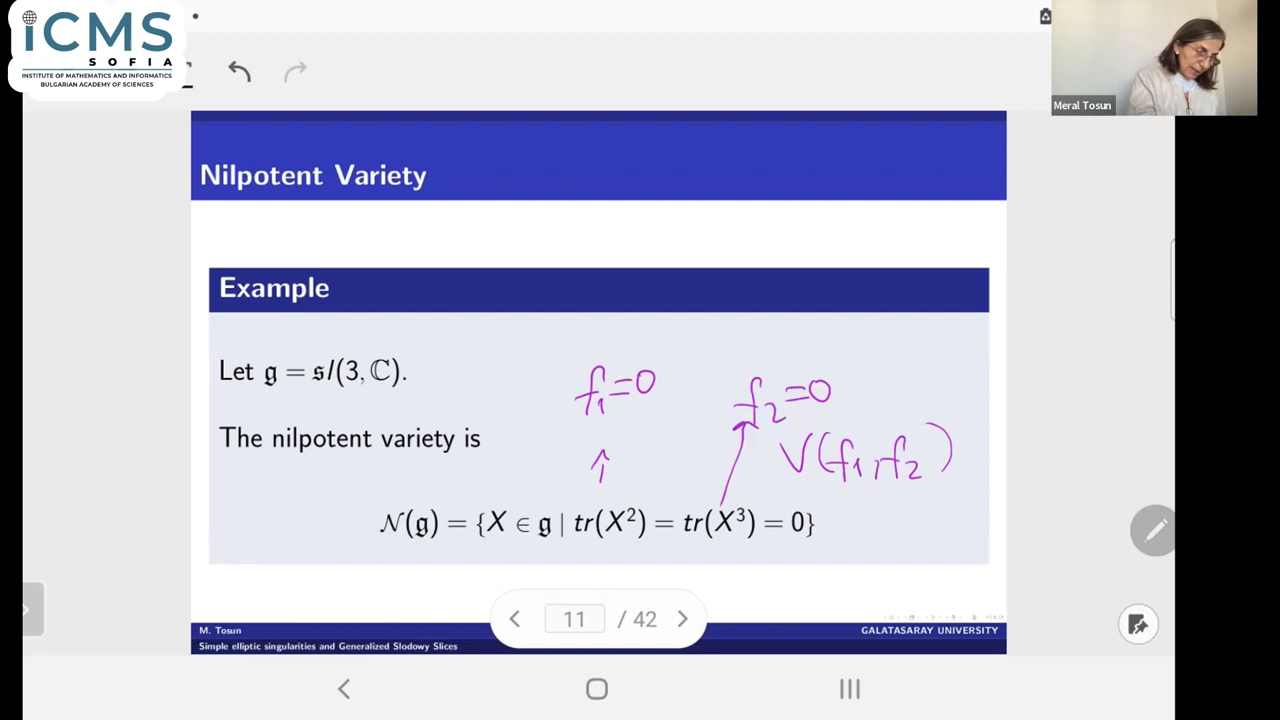 iCMS
SOFIA
INSTITUTE OF MATHEMATICS AND INFORMATICS
BULGARIAN ACADEMY OF SCIENCES
Meral Tosun
Nilpotent Variety
Example
Let 𝔤 = 𝔰l(3, ℂ).
f₁=0
f₂=0
The nilpotent variety is
V(f₁, f₂)
↑
𝒩(𝔤) = {X ∈ 𝔤 | tr(X²) = tr(X³) = 0}
11 / 42
M. Tosun
GALATASARAY UNIVERSITY
Simple elliptic singularities and Generalized Slodowy Slices